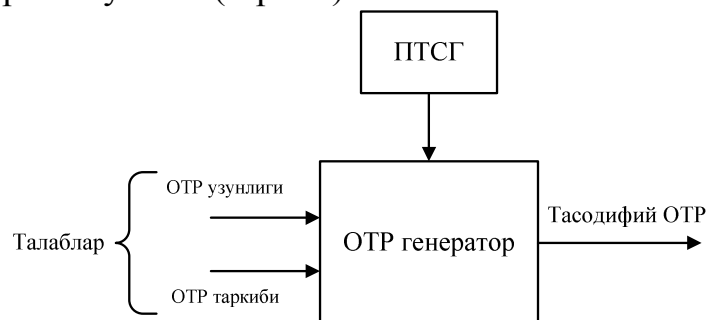 ПТСГ
ОТР узунлиги
Талаблар
ОТР генератор
Тасодифий ОТР
ОТР таркиби